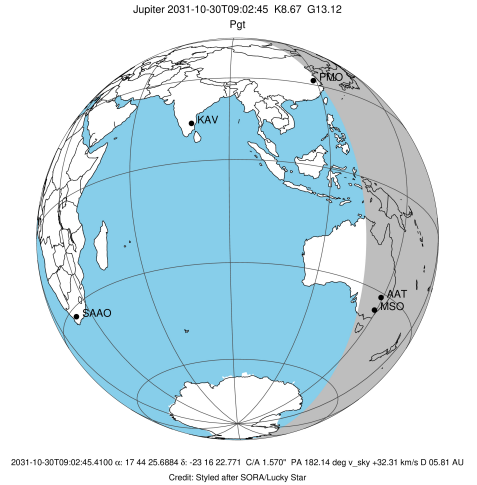 Jupiter 2031-10-30T09:02:45  K8.67  G13.12
Pgt
PMO
KAV
AAT
MSO
SAAO
2031-10-30T09:02:45.4100 α: 17 44 25.6884 δ: -23 16 22.771  C/A 1.570"  PA 182.14 deg v_sky +32.31 km/s D 05.81 AU
Credit: Styled after SORA/Lucky Star